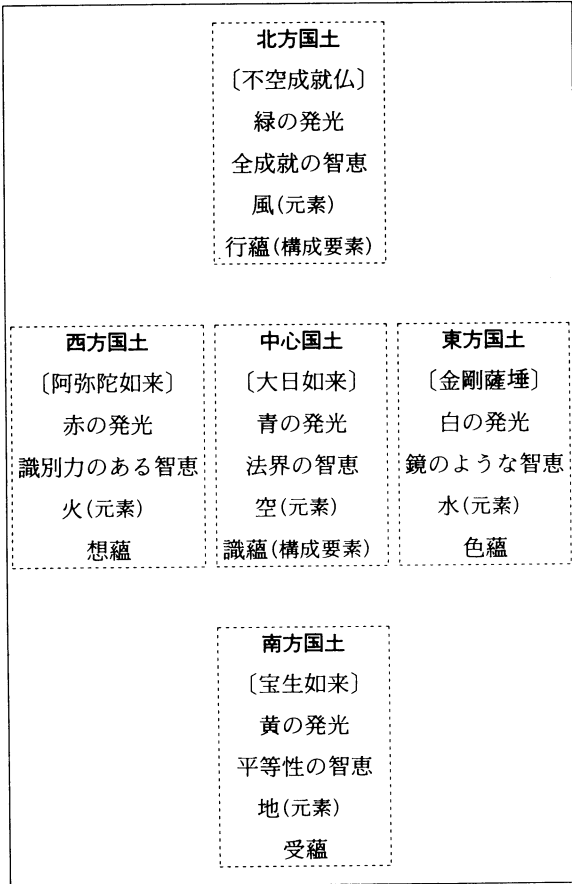 北方国土
〔不空成就仏〕
緑の発光
全成就の智恵
風(元素)
行蘊(構成要素)
西方国土
〔阿弥陀如来〕
赤の発光
識別力のある智恵
火(元素)
想蘊
中心国土
〔大日如来〕
青の発光
法界の智恵
空(元素)
識蘊(構成要素)
東方国土
〔金剛薩埵〕
白の発光
鏡のような智恵
水(元素)
色蘊
南方国土
〔宝生如来〕
黄の発光
平等性の智恵
地(元素)
受蘊